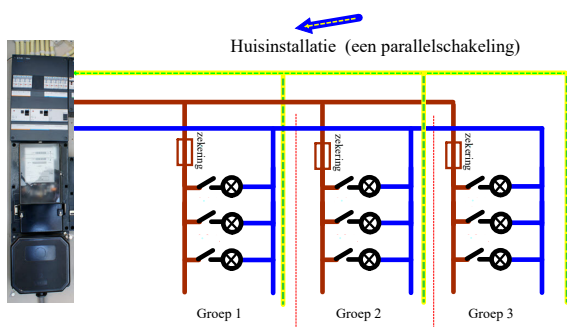 Huisinstallatie (een parallelschakeling)
zekering
zekering
zekering
Groep 1
Groep 2
Groep 3